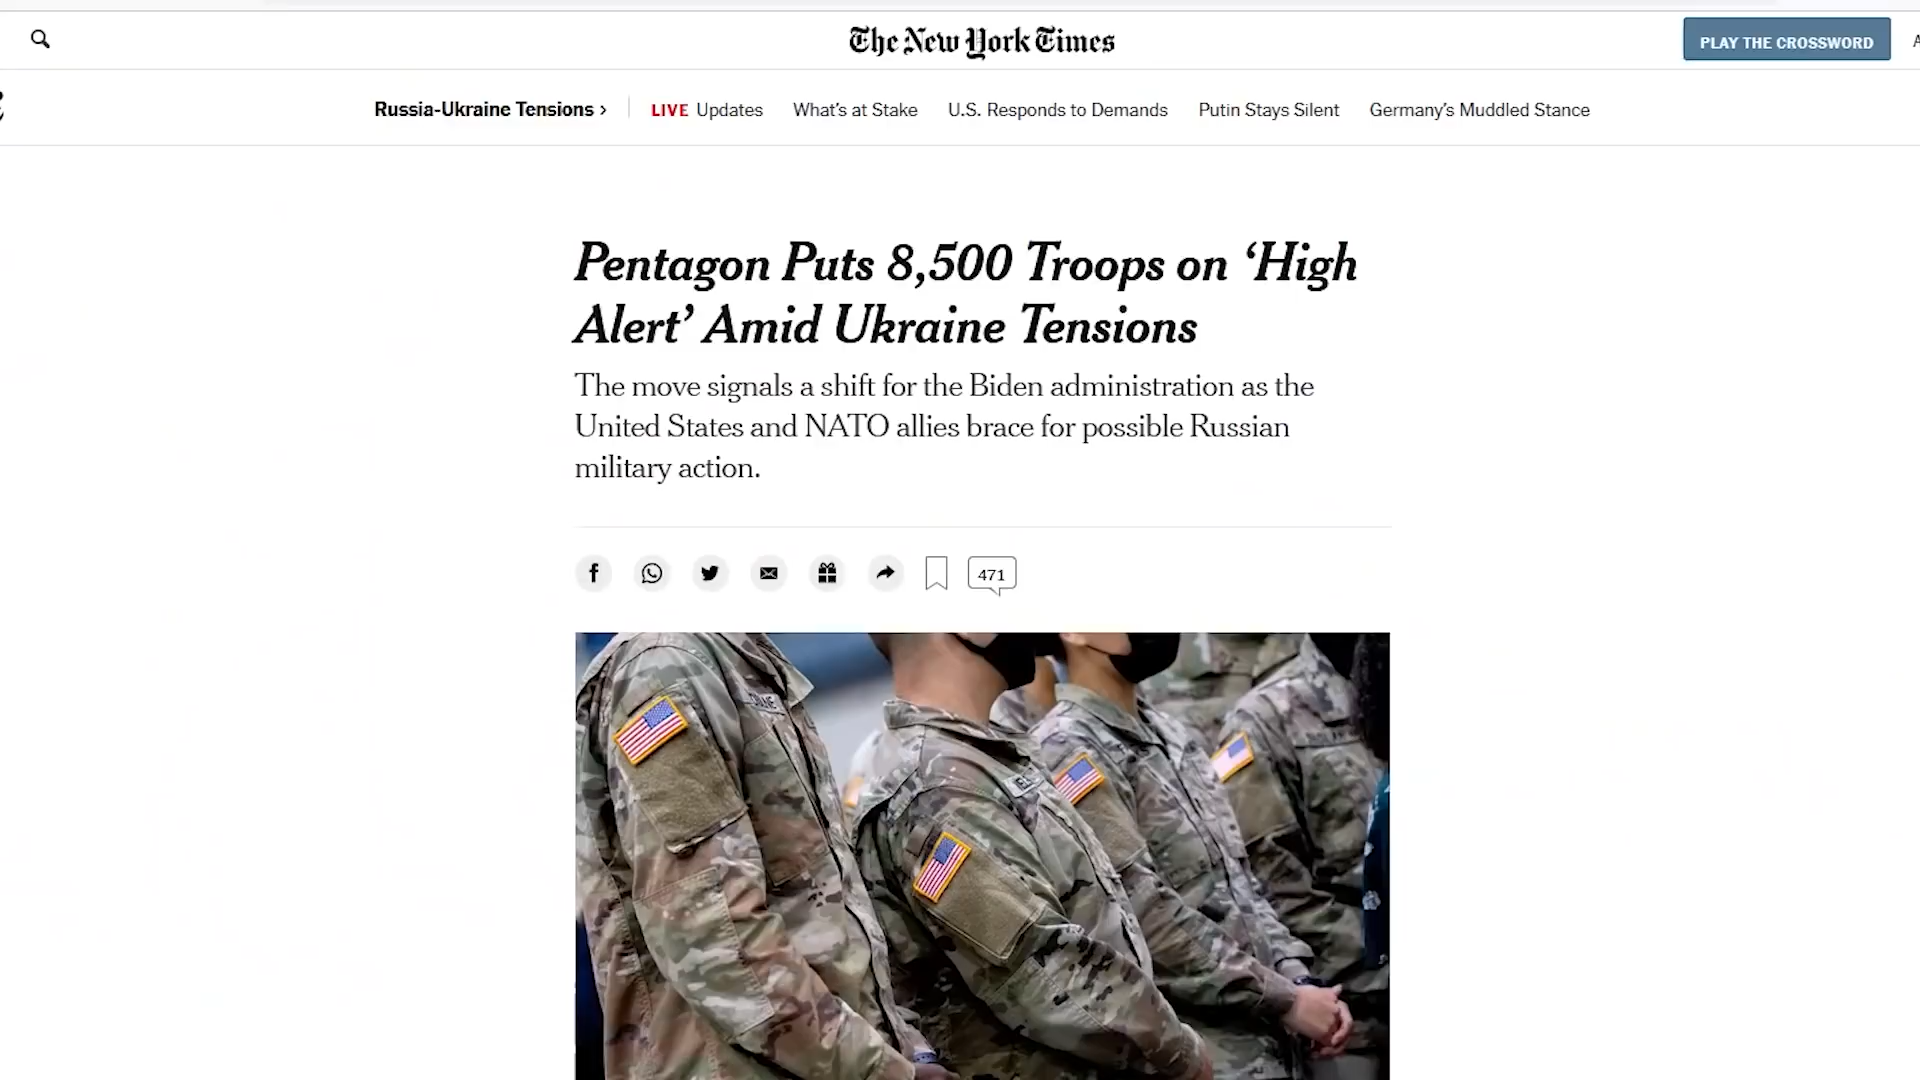 The New York Times
PLAY THE CROSSWORD
Russia-Ukraine Tensions >
LIVE Updates
What's at Stake
U.S. Responds to Demands
Putin Stays Silent
Germany's Muddled Stance
Pentagon Puts 8,500 Troops on ‘High
Alert’ Amid Ukraine Tensions
The move signals a shift for the Biden administration as the
United States and NATO allies brace for possible Russian
military action.
471